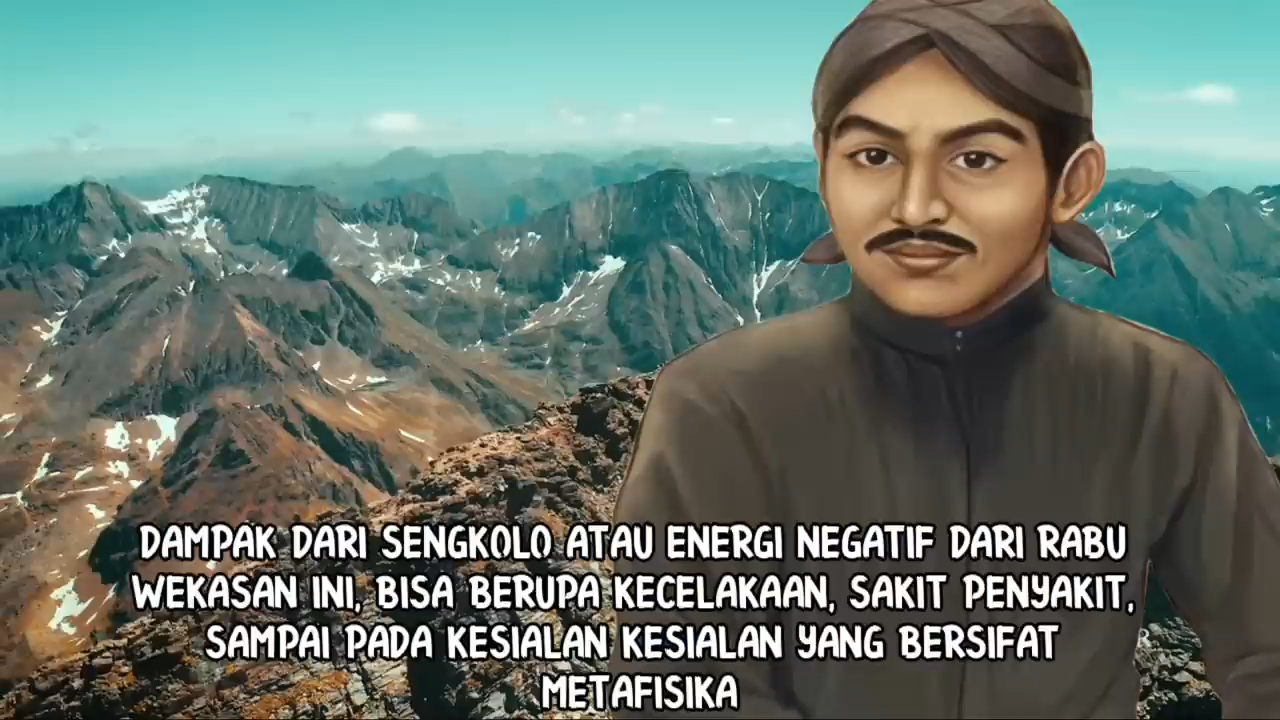 DAMPAK DARI SENGKOLO ATAU ENERGI NEGATIF DARI RABU
WEKASAN INI, BISA BERUPA KECELAKAAN, SAKIT PENYAKIT,
SAMPAI PADA KESIALAN KESIALAN YANG BERSIFAT
METAFISIKA